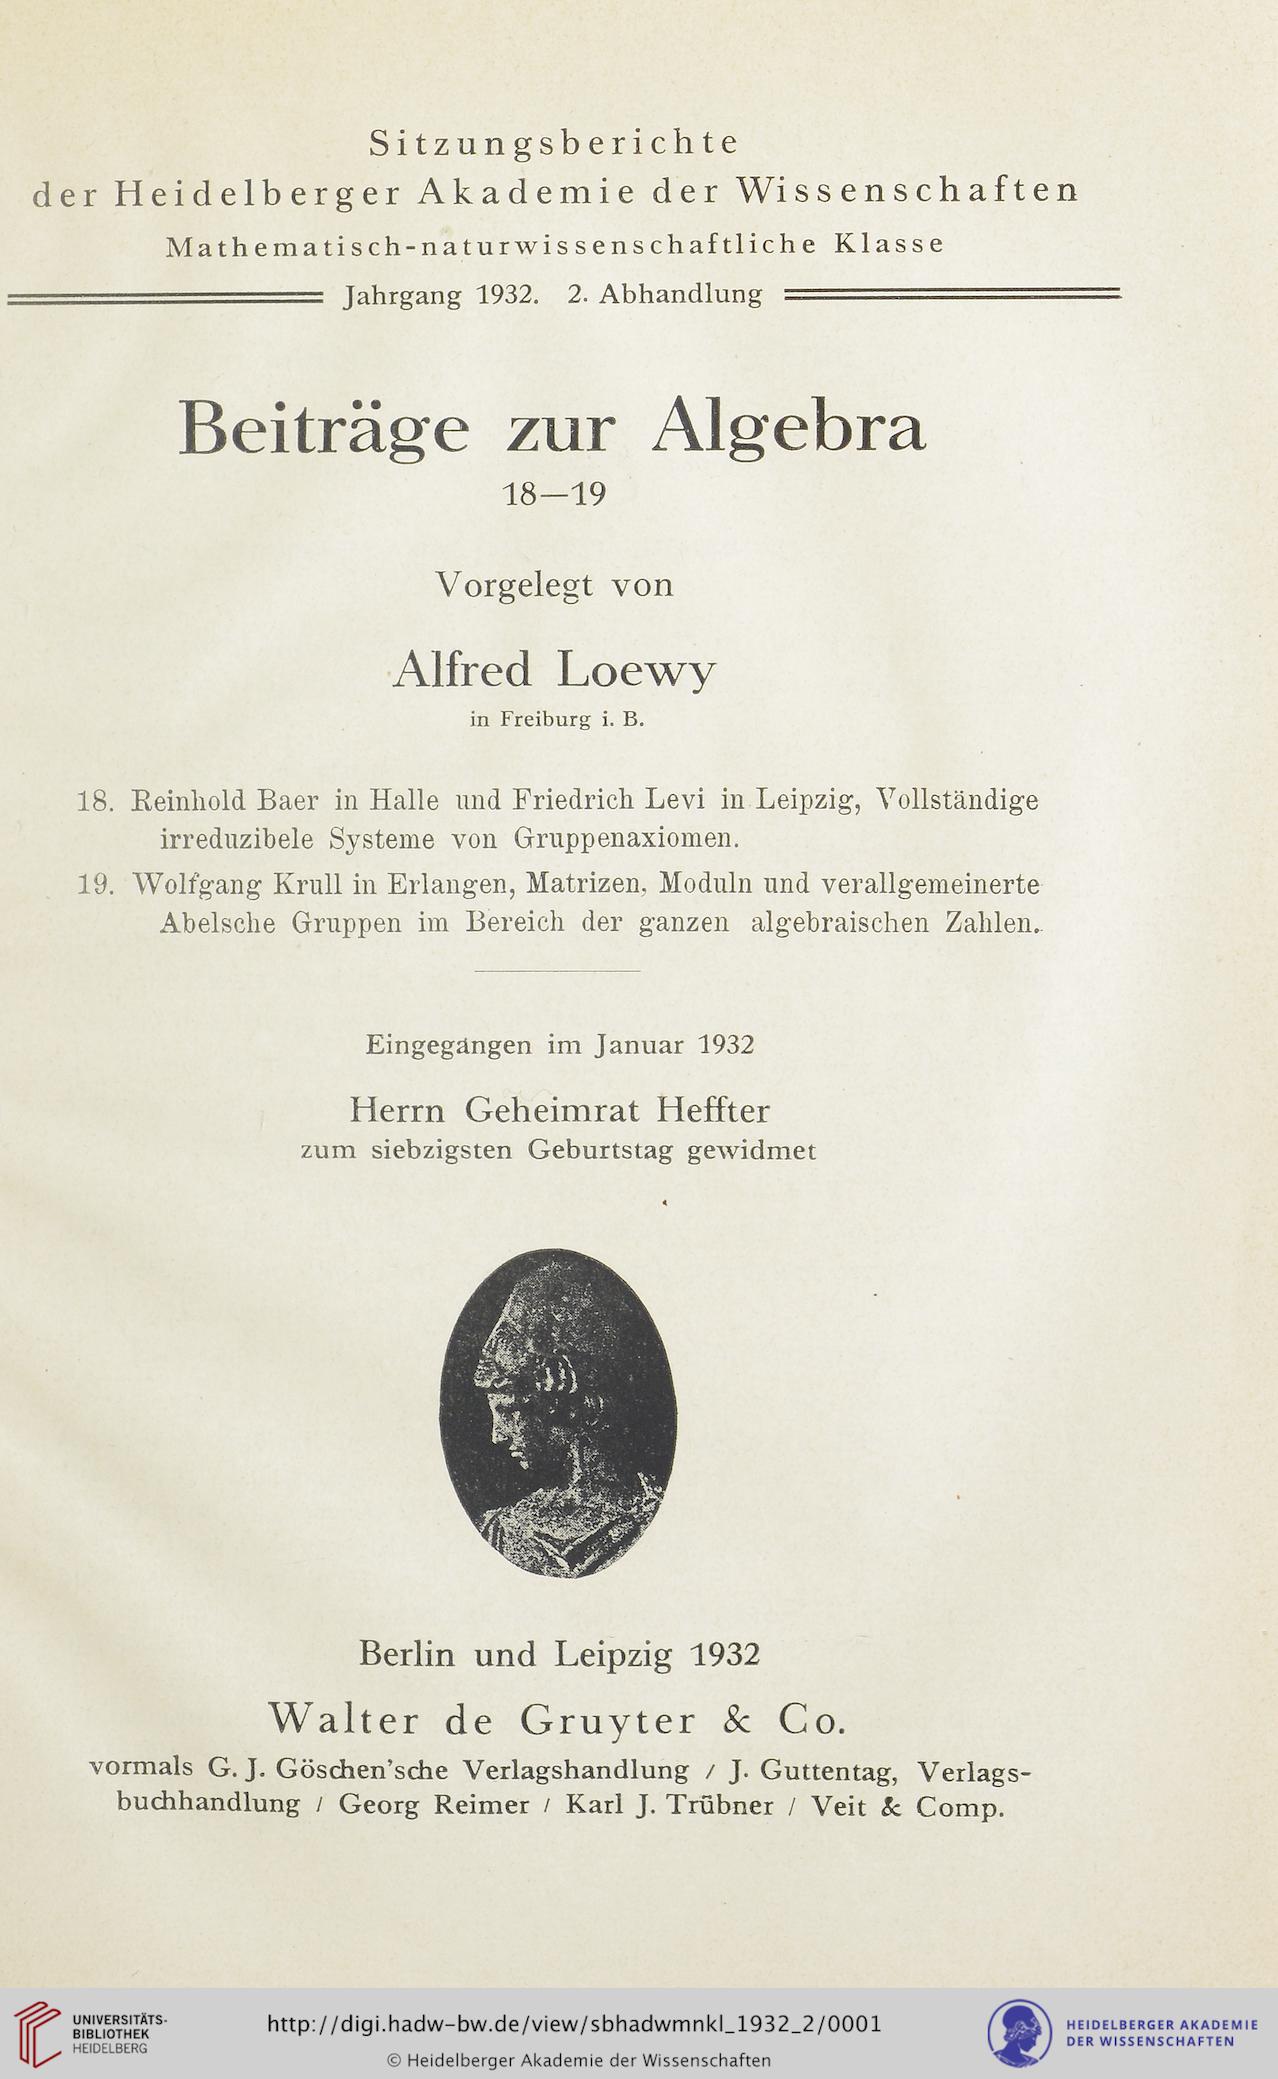 Sitzungsberichte
der Heidelberger Akademie der Wissenschaften
Mathematisch-naturwissenschaftliche Klasse
Jahrgang 1932. 2. Abhandlung
Beiträge zur Algebra
18—19
Vorgelegt von
Alfred Loewy
in Freiburg i. B.
18. Reinhold Baer in Halle und Friedrich Levi in Leipzig, Vollständige
irreduzibele Systeme von Gruppenaxiomen.
19. Wolfgang Krull in Erlangen, Matrizen, Moduln und verallgemeinerte
Abelsche Gruppen im Bereich der ganzen algebraischen Zahlen.
Eingegangen im Januar 1932
Herrn Geheimrat Heffter
zum siebzigsten Geburtstag gewidmet
Berlin und Leipzig 1932
Walter de Gruyter & Co.
vormals G. J. Göschen'sche Verlagshandlung / J. Guttentag, Verlags-
buchhandlung / Georg Reimer / Karl J. Trübner / Veit & Comp.
UNIVERSITÄTS-
BIBLIOTHEK
HEIDELBERG
http://digi.hadw-bw.de/view/sbhadwmnkl_1932_2/0001
© Heidelberger Akademie der Wissenschaften
HEIDELBERGER AKADEMIE
DER WISSENSCHAFTEN